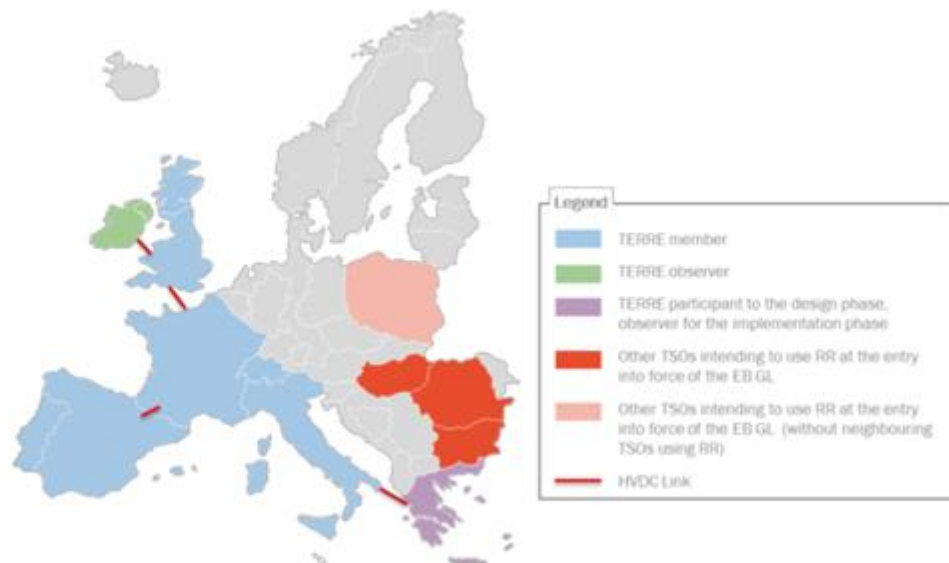 Legend
TERRE member
TERRE observer
TERRE participant to the design phase,
observer for the implementation phase
Other TSOs intending to use RR at the entry
into force of the EB GL
Other TSOs intending to use RR at the entry
into force of the EB GL (without neighbouring
TSOs using RR)
HVDC Link